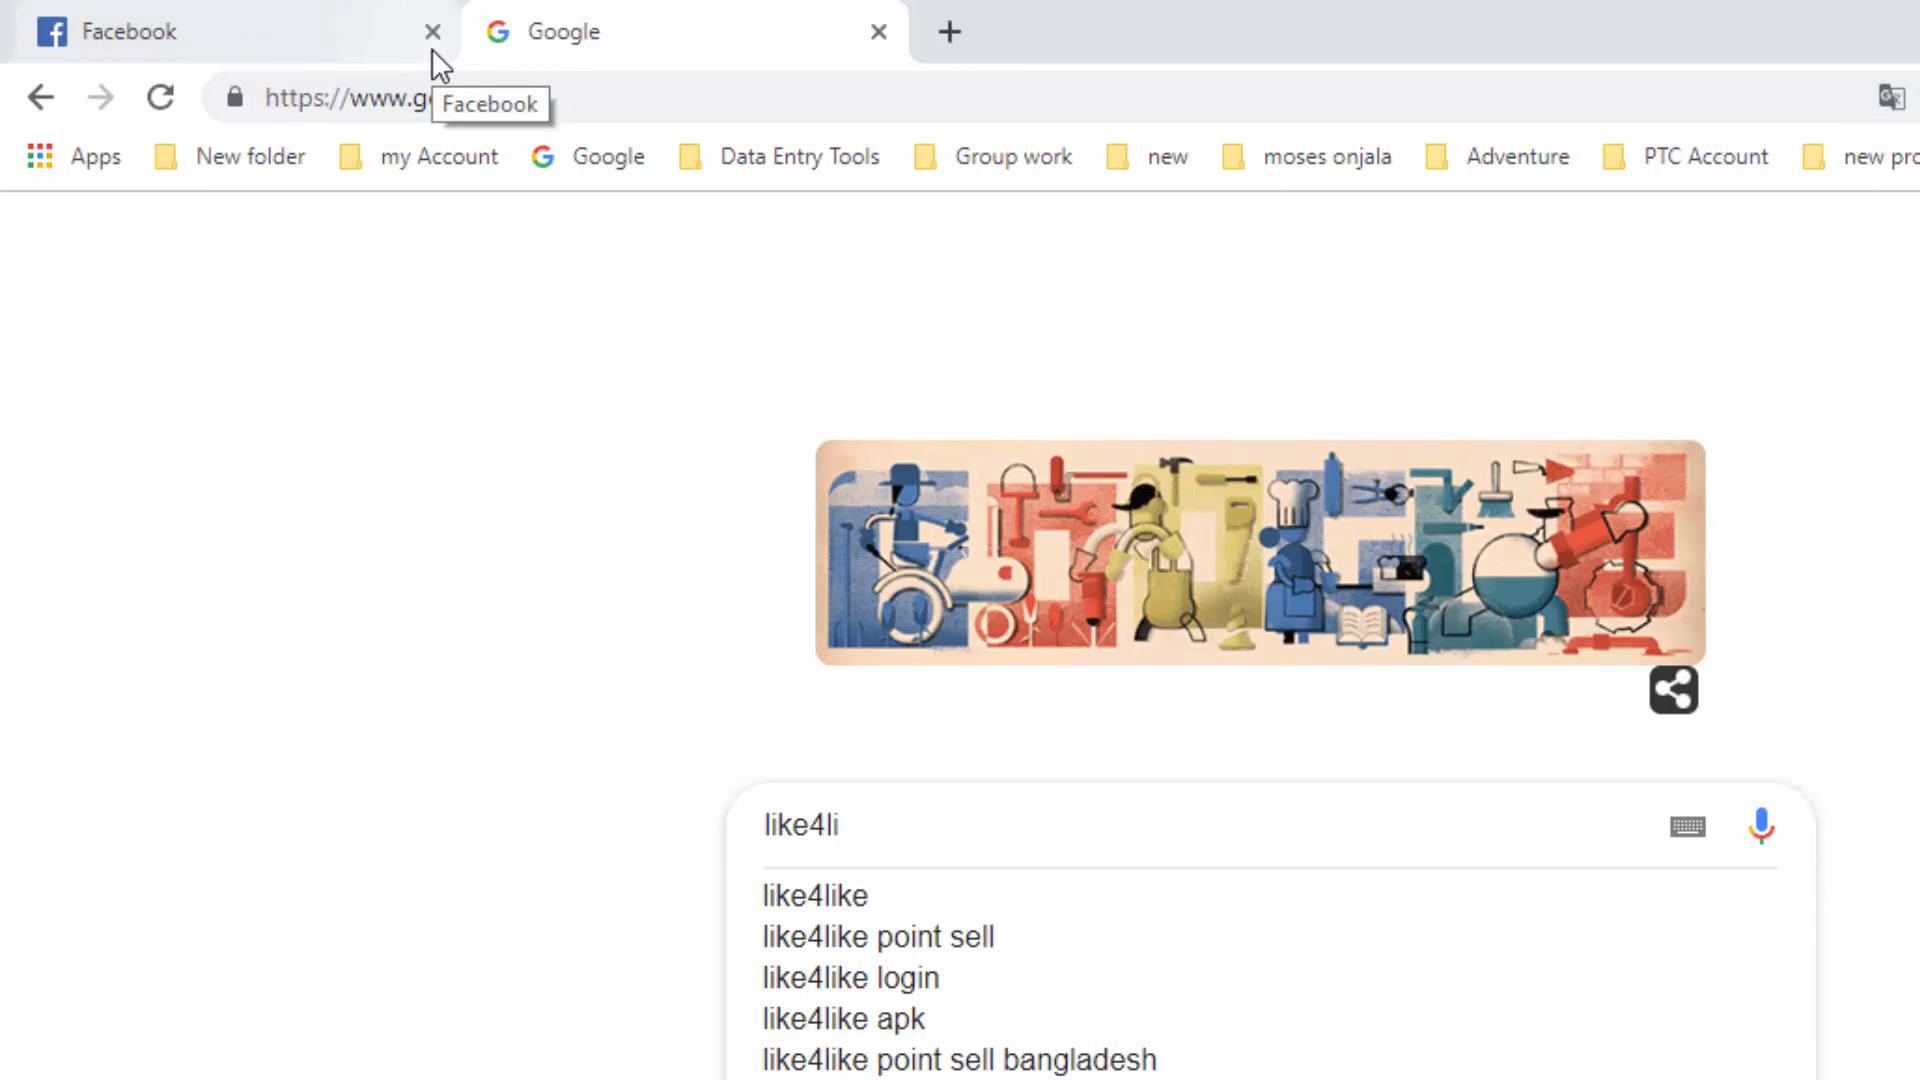 Facebook
Google
https://www.g
Facebook
Apps New folder my Account Google Data Entry Tools Group work new moses onjala Adventure PTC Account new pro
like4li
like4like
like4like point sell
like4like login
like4like apk
like4like point sell bangladesh